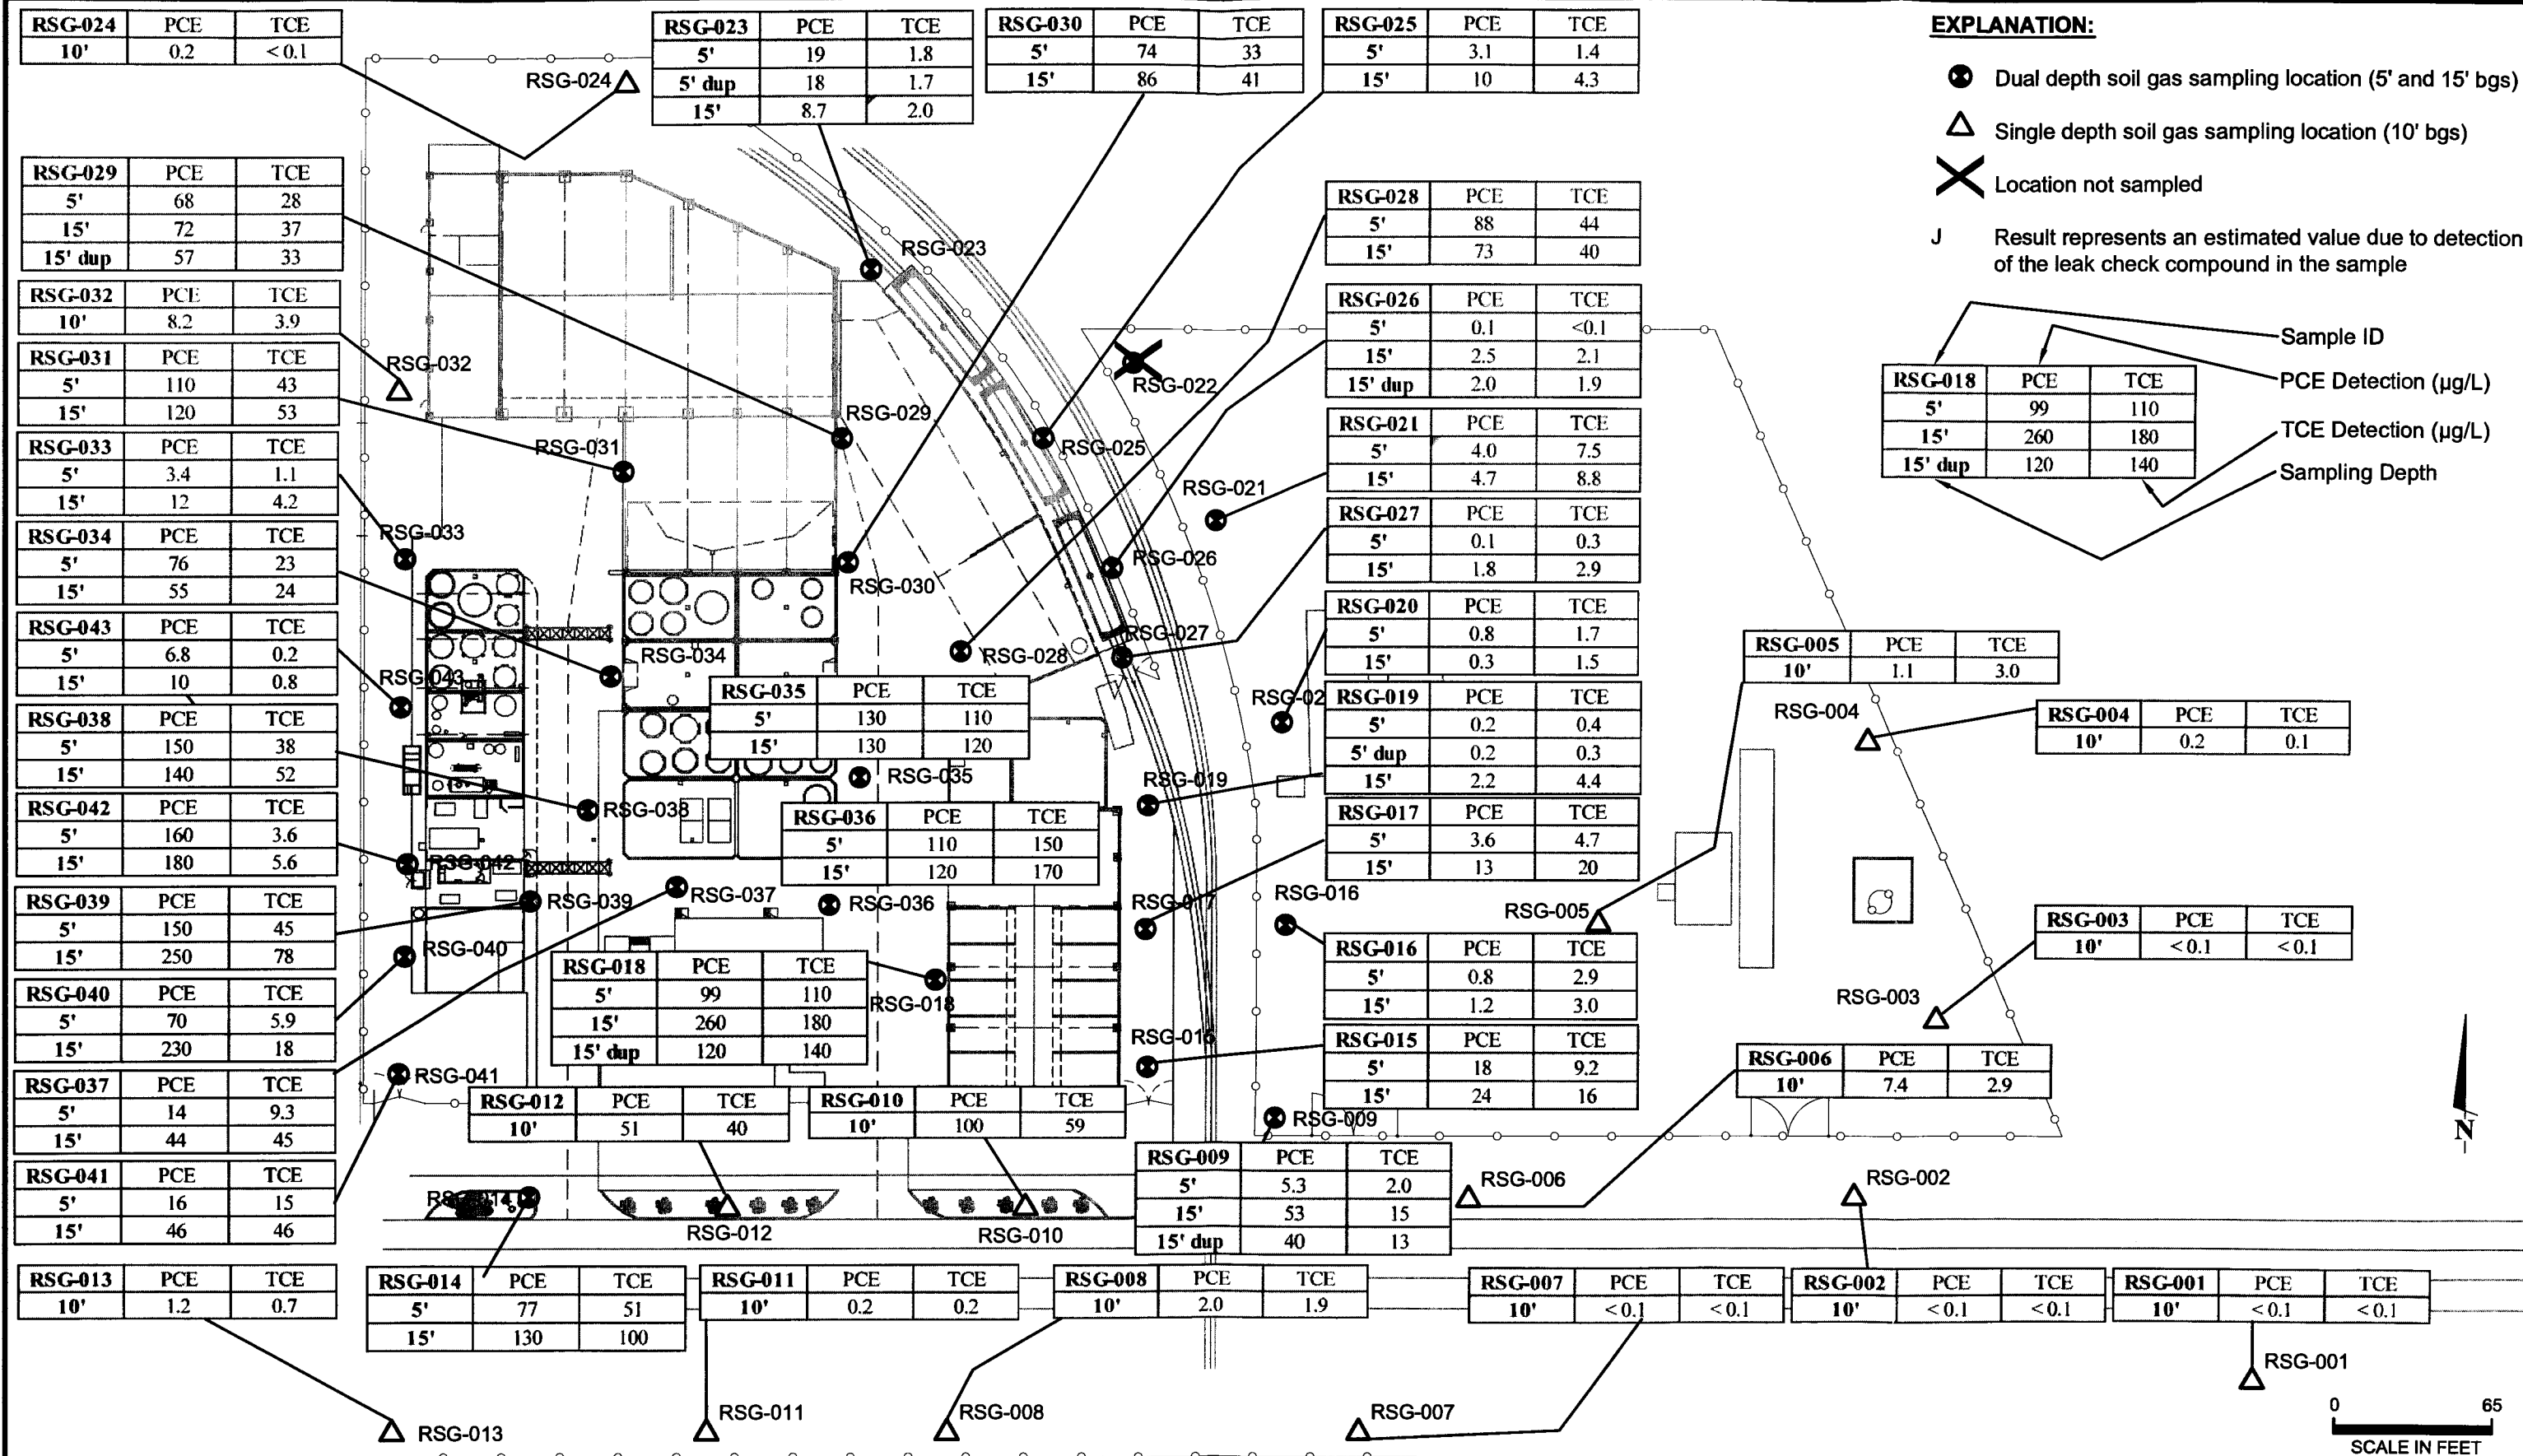 RSG-024 PCE TCE
10' 0.2 <0.1
RSG-023 PCE TCE
5' 19 1.8
5' dup 18 1.7
15' 8.7 2.0
RSG-030 PCE TCE
5' 74 33
15' 86 41
RSG-025 PCE TCE
5' 3.1 1.4
15' 10 4.3
EXPLANATION:
Dual depth soil gas sampling location (5' and 15' bgs)
Single depth soil gas sampling location (10' bgs)
Location not sampled
J Result represents an estimated value due to detection
of the leak check compound in the sample
Sample ID
PCE Detection (µg/L)
TCE Detection (µg/L)
Sampling Depth
RSG-018 PCE TCE
5' 99 110
15' 260 180
15' dup 120 140
RSG-029 PCE TCE
5' 68 28
15' 72 37
15' dup 57 33
RSG-032 PCE TCE
10' 8.2 3.9
RSG-031 PCE TCE
5' 110 43
15' 120 53
RSG-033 PCE TCE
5' 3.4 1.1
15' 12 4.2
RSG-034 PCE TCE
5' 76 23
15' 55 24
RSG-043 PCE TCE
5' 6.8 0.2
15' 10 0.8
RSG-038 PCE TCE
5' 150 38
15' 140 52
RSG-042 PCE TCE
5' 160 3.6
15' 180 5.6
RSG-039 PCE TCE
5' 150 45
15' 250 78
RSG-040 PCE TCE
5' 70 5.9
15' 230 18
RSG-037 PCE TCE
5' 14 9.3
15' 44 45
RSG-041 PCE TCE
5' 16 15
15' 46 46
RSG-013 PCE TCE
10' 1.2 0.7
RSG-028 PCE TCE
5' 88 44
15' 73 40
RSG-026 PCE TCE
5' 0.1 <0.1
15' 2.5 2.1
15' dup 2.0 1.9
RSG-021 PCE TCE
5' 4.0 7.5
15' 4.7 8.8
RSG-027 PCE TCE
5' 0.1 0.3
15' 1.8 2.9
RSG-020 PCE TCE
5' 0.8 1.7
15' 0.3 1.5
RSG-019 PCE TCE
5' 0.2 0.4
5' dup 0.2 0.3
15' 2.2 4.4
RSG-017 PCE TCE
5' 3.6 4.7
15' 13 20
RSG-016 PCE TCE
5' 0.8 2.9
15' 1.2 3.0
RSG-015 PCE TCE
5' 18 9.2
15' 24 16
RSG-035 PCE TCE
5' 130 110
15' 130 120
RSG-036 PCE TCE
5' 110 150
15' 120 170
RSG-018 PCE TCE
5' 99 110
15' 260 180
15' dup 120 140
RSG-012 PCE TCE
10' 51 40
RSG-010 PCE TCE
10' 100 59
RSG-009 PCE TCE
5' 5.3 2.0
15' 53 15
15' dup 40 13
RSG-005 PCE TCE
10' 1.1 3.0
RSG-004 PCE TCE
10' 0.2 0.1
RSG-003 PCE TCE
10' <0.1 <0.1
RSG-006 PCE TCE
10' 7.4 2.9
RSG-014 PCE TCE
5' 77 51
15' 130 100
RSG-011 PCE TCE
10' 0.2 0.2
RSG-008 PCE TCE
10' 2.0 1.9
RSG-007 PCE TCE
10' <0.1 <0.1
RSG-002 PCE TCE
10' <0.1 <0.1
RSG-001 PCE TCE
10' <0.1 <0.1
RSG-024
RSG-023
RSG-032
RSG-022
RSG-029
RSG-031
RSG-025
RSG-021
RSG-033
RSG-026
RSG-030
RSG-027
RSG-034
RSG-028
RSG-043
RSG-02
RSG-004
RSG-035
RSG-019
RSG-038
RSG-042
RSG-037
RSG-039
RSG-036
RSG-017
RSG-016
RSG-005
RSG-040
RSG-018
RSG-003
RSG-041
RSG-009
RSG-006
RSG-002
RSG-012
RSG-010
RSG-001
RSG-013
RSG-011
RSG-008
RSG-007
N
0 65
SCALE IN FEET